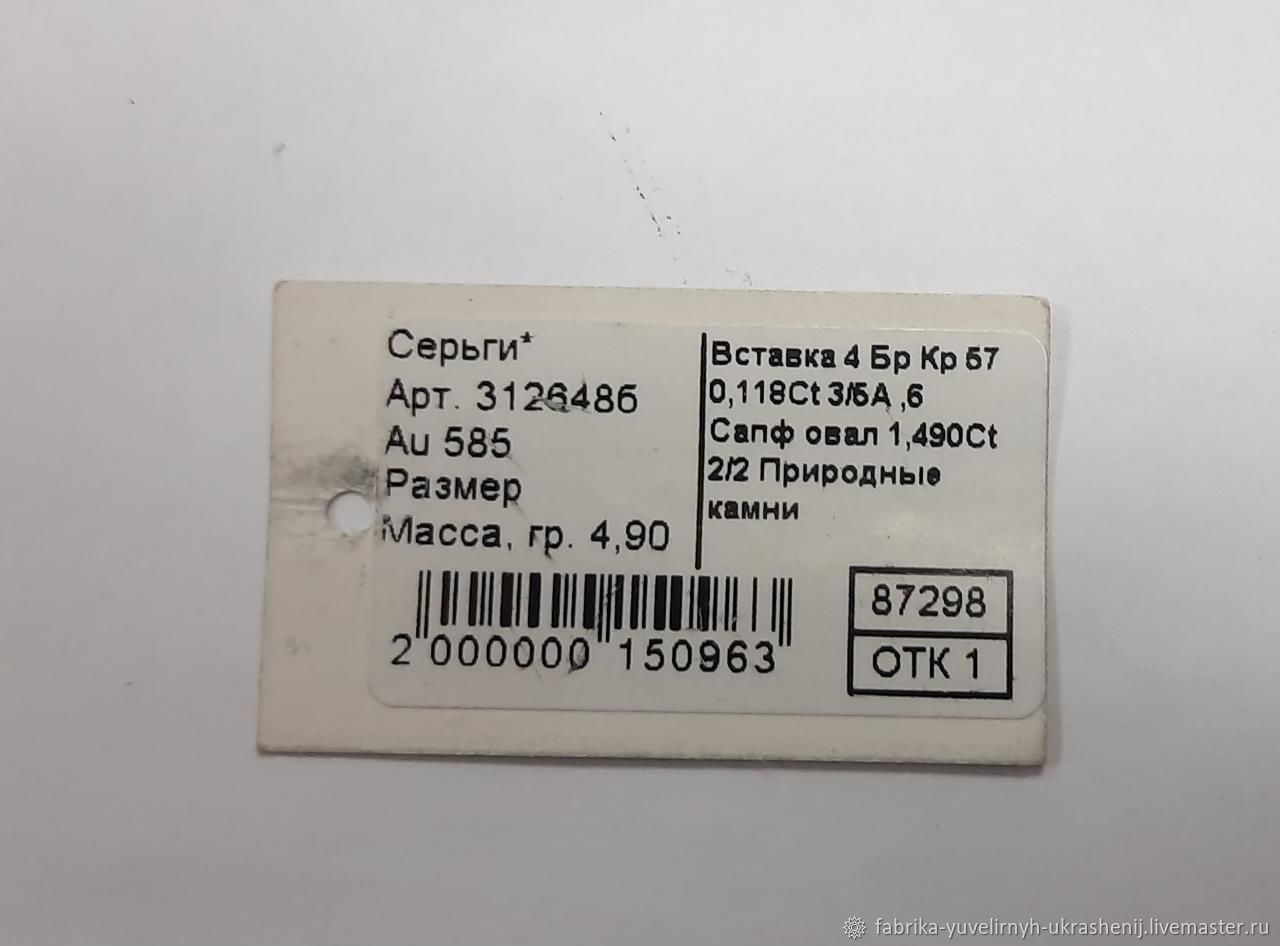 Серьги*
Арт. 3126486
Au 585
Размер
Масса, гр. 4,90
Вставка 4 Бр Кр 57
0,118Ct 3/5А ,6
Сапф овал 1,490Ct
2/2 Природные
камни
2 000000 150963
87298
ОТК 1
fabrika-yuvelirnyh-ukrashenij.livemaster.ru